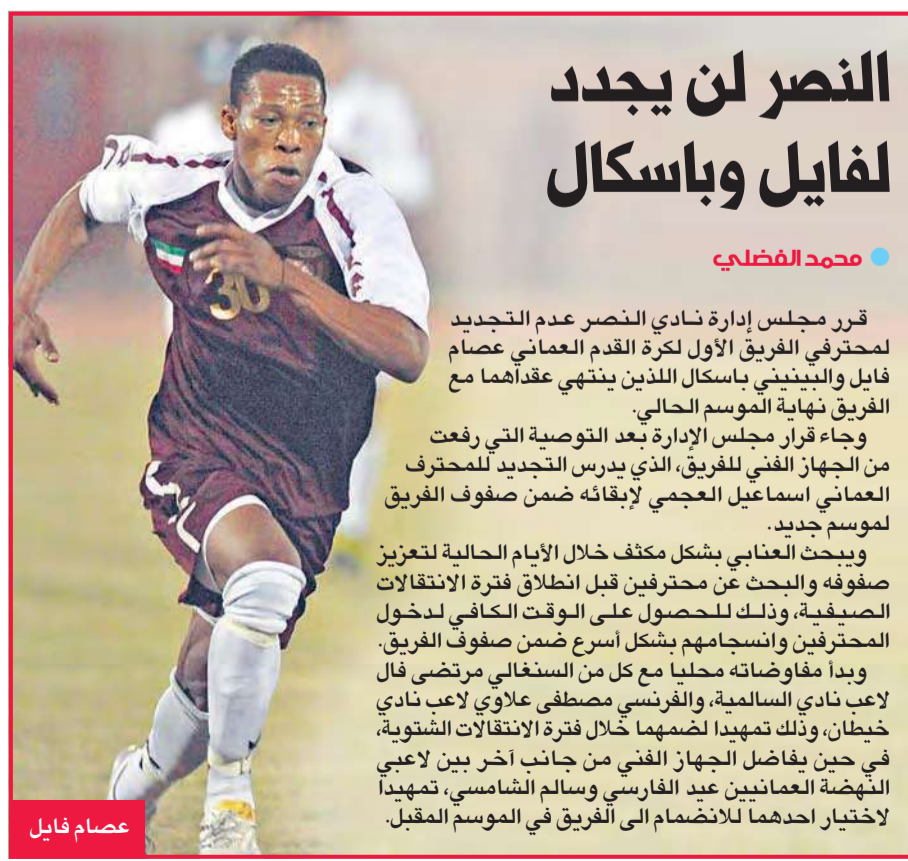 النصر لن يجدد
لفايل وباسكال
محمد الفضلي
قرر مجلس إدارة نادي النصر عدم التجديد
لمحترفي الفريق الأول لكرة القدم العماني عصام
فايل والبينيني باسكال اللذين ينتهي عقداهما مع
الفريق نهاية الموسم الحالي.
وجاء قرار مجلس الإدارة بعد التوصية التي رفعت
من الجهاز الفني للفريق، الذي يدرس التجديد للمحترف
العماني اسماعيل العجمي لإبقائه ضمن صفوف الفريق
لموسم جديد.
ويبحث العنابي بشكل مكثف خلال الأيام الحالية لتعزيز
صفوفه والبحث عن محترفين قبل انطلاق فترة الانتقالات
الصيفية، وذلك للحصول على الوقت الكافي لدخول
المحترفين وانسجامهم بشكل أسرع ضمن صفوف الفريق.
وبدأ مفاوضاته محليا مع كل من السنغالي مرتضى فال
لاعب نادي السالمية، والفرنسي مصطفى علاوي لاعب نادي
خيطان، وذلك تمهيدا لضمهما خلال فترة الانتقالات الشتوية،
في حين يفاضل الجهاز الفني من جانب آخر بين لاعبي
النهضة العمانيين عيد الفارسي وسالم الشامسي، تمهيدا
لاختيار احدهما للانضمام الى الفريق في الموسم المقبل.
30
عصام فايل